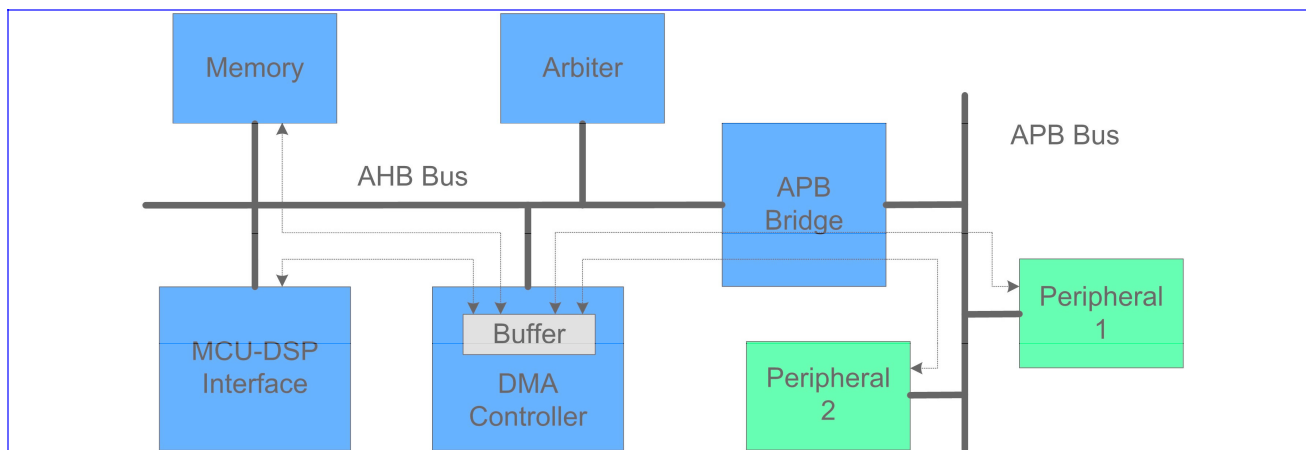 Memory
Arbiter
APB Bus
AHB Bus
APB
Bridge
Peripheral
1
Buffer
MCU-DSP
Interface
DMA
Controller
Peripheral
2